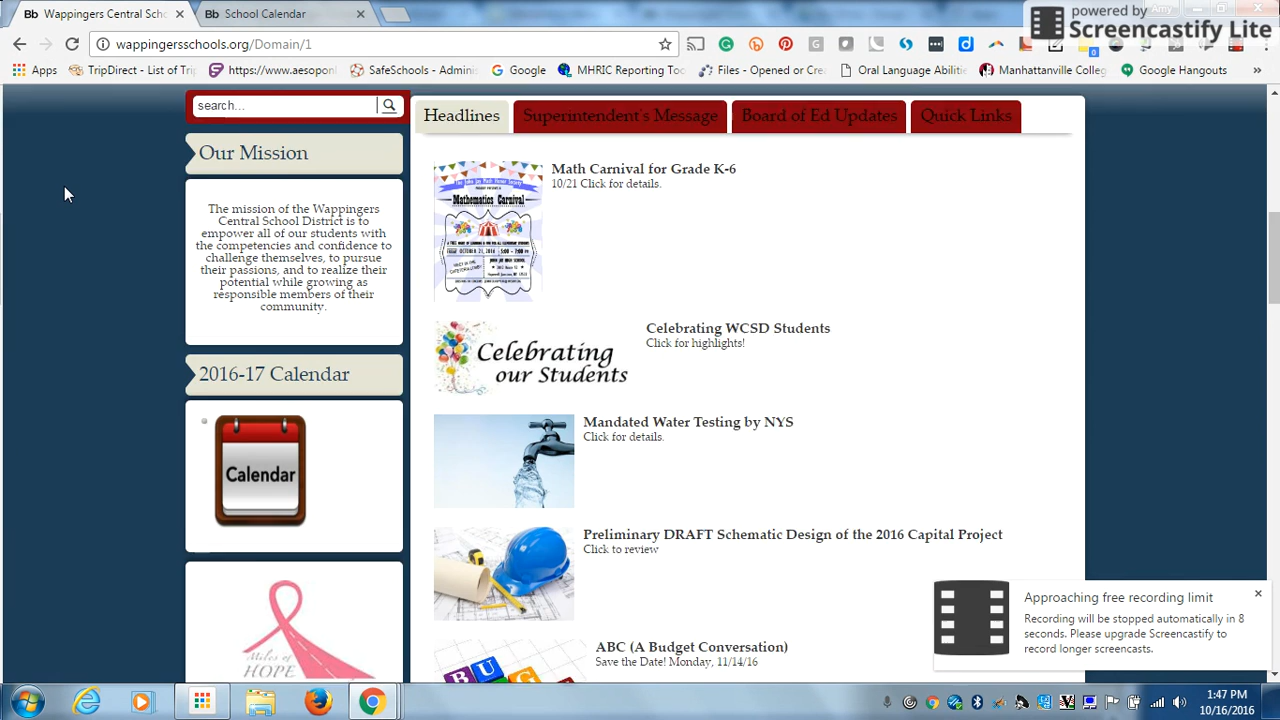 Bb Wappingers Central Scho ×
Bb School Calendar ×
Amy
powered by
Screencastify Lite
wappingersschools.org/Domain/1
Apps
TripDirect - List of Trip
https://www.aesopon
SafeSchools - Admini
Google
MHRIC Reporting Too
Files - Opened or Cre
Oral Language Abiliti
Manhattanville Colleg
Google Hangouts
»
search...
Headlines
Superintendent's Message
Board of Ed Updates
Quick Links
Our Mission
The mission of the Wappingers
Central School District is to
empower all of our students with
the competencies and confidence to
challenge themselves, to pursue
their passions, and to realize their
potential while growing as
responsible members of their
community.
2016-17 Calendar
Calendar
Miles of
HOPE
Mathematics Carnival
Math Carnival for Grade K-6
10/21 Click for details.
Celebrating
our Students
Celebrating WCSD Students
Click for highlights!
Mandated Water Testing by NYS
Click for details.
Preliminary DRAFT Schematic Design of the 2016 Capital Project
Click to review
BUG
ABC (A Budget Conversation)
Save the Date! Monday, 11/14/16
Approaching free recording limit ×
Recording will be stopped automatically in 8
seconds. Please upgrade Screencastify to
record longer screencasts.
1:47 PM
10/16/2016